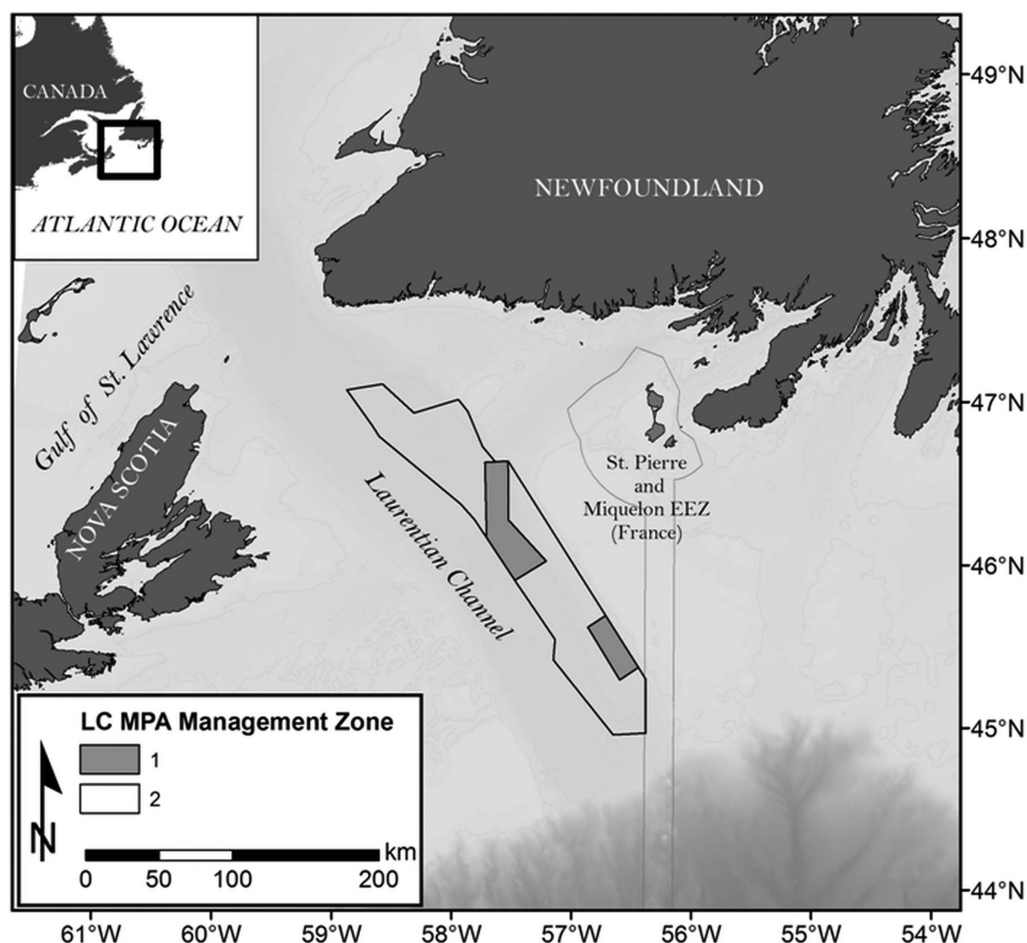 CANADA
ATLANTIC OCEAN
NEWFOUNDLAND
Gulf of St. Lawrence
NOVA SCOTIA
Laurentian Channel
St. Pierre
and
Miquelon EEZ
(France)
49°N
48°N
47°N
46°N
45°N
44°N
LC MPA Management Zone
1
2
N
km
0 50 100 200
61°W 60°W 59°W 58°W 57°W 56°W 55°W 54°W